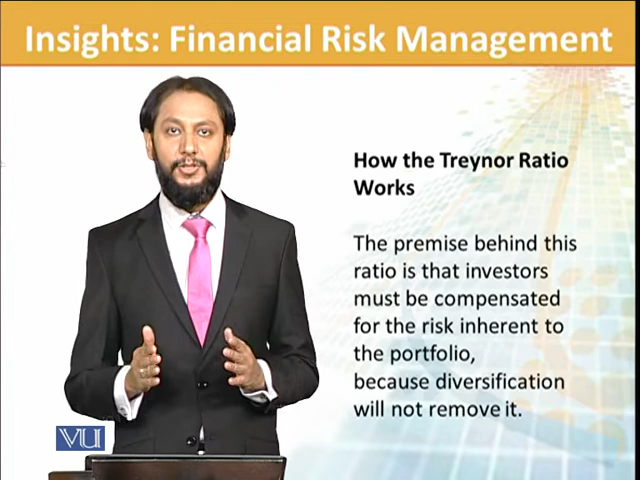 Insights: Financial Risk Management
How the Treynor Ratio
Works
The premise behind this
ratio is that investors
must be compensated
for the risk inherent to
the portfolio,
because diversification
will not remove it.
VU